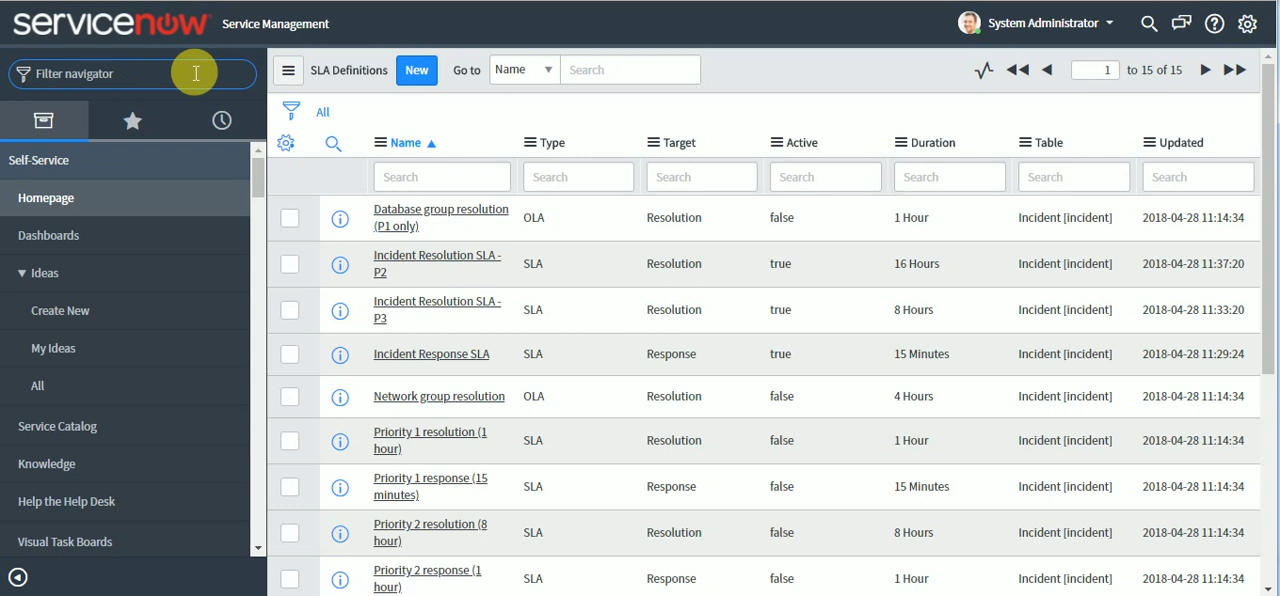 servicenow Service Management System Administrator
Filter navigator SLA Definitions New Go to Name Search 1 to 15 of 15
All
Name Type Target Active Duration Table Updated
Search Search Search Search Search Search Search
Self-Service
Homepage
Dashboards
Ideas
Create New
My Ideas
All
Service Catalog
Knowledge
Help the Help Desk
Visual Task Boards
Database group resolution
(P1 only) OLA Resolution false 1 Hour Incident [incident] 2018-04-28 11:14:34
Incident Resolution SLA -
P2 SLA Resolution true 16 Hours Incident [incident] 2018-04-28 11:37:20
Incident Resolution SLA -
P3 SLA Resolution true 8 Hours Incident [incident] 2018-04-28 11:33:20
Incident Response SLA SLA Response true 15 Minutes Incident [incident] 2018-04-28 11:29:24
Network group resolution OLA Resolution false 4 Hours Incident [incident] 2018-04-28 11:14:34
Priority 1 resolution (1
hour) SLA Resolution false 1 Hour Incident [incident] 2018-04-28 11:14:34
Priority 1 response (15
minutes) SLA Response false 15 Minutes Incident [incident] 2018-04-28 11:14:34
Priority 2 resolution (8
hour) SLA Resolution false 8 Hours Incident [incident] 2018-04-28 11:14:34
Priority 2 response (1
hour) SLA Response false 1 Hour Incident [incident] 2018-04-28 11:14:34